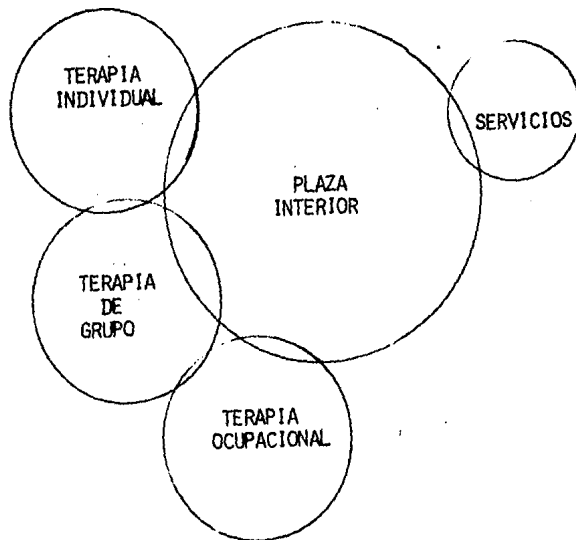 TERAPIA
INDIVIDUAL
SERVICIOS
PLAZA
INTERIOR
TERAPIA
DE
GRUPO
TERAPIA
OCUPACIONAL